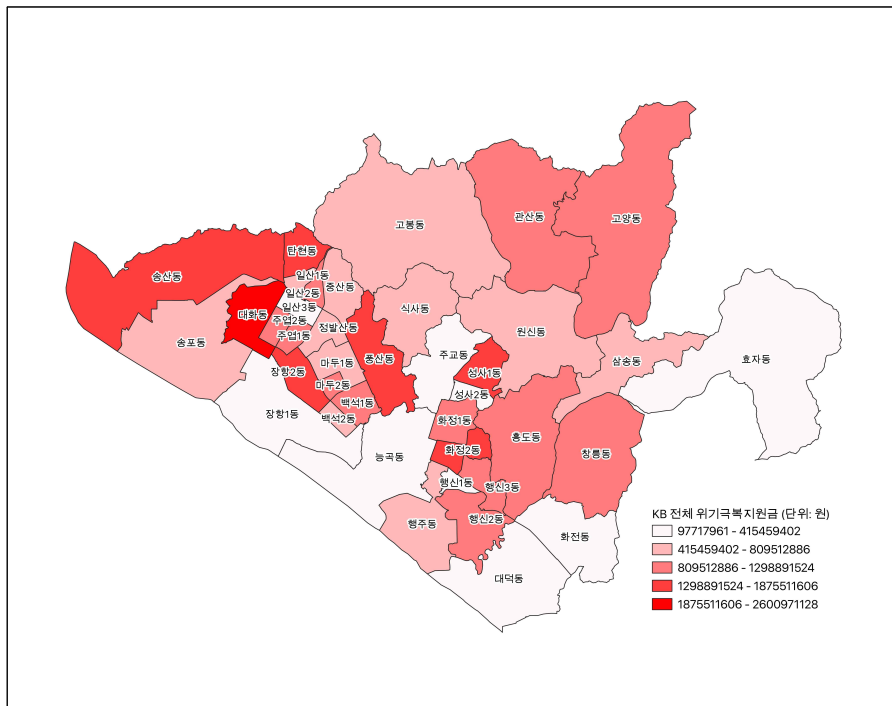 고양동
관산동
고봉동
탄현동
송산동
일산1동
중산동
일산2동
일산3동
대화동
식사동
주엽2동
정발산동
원신동
주엽1동
송포동
풍산동
주교동
삼송동
효자동
마두1동
장항2동
성사1동
마두2동
성사2동
백석1동
장항1동
백석2동
화정1동
흥도동
화정2동
창릉동
능곡동
행신1동
행신3동
행신2동
행주동
화전동
대덕동
KB 전체 위기극복지원금 (단위: 원)
97717961 - 415459402
415459402 - 809512886
809512886 - 1298891524
1298891524 - 1875511606
1875511606 - 2600971128